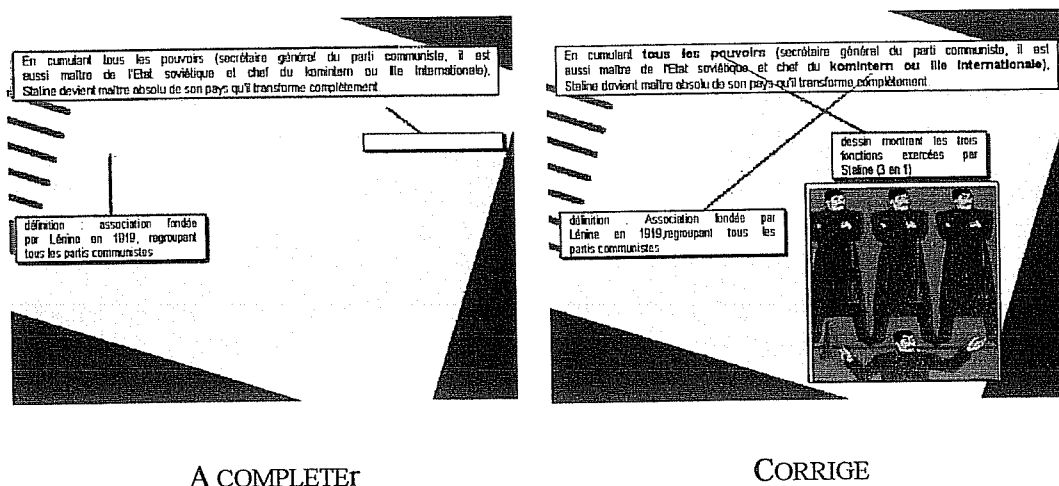 En cumulant tous les pouvoirs (secrétaire général du parti communiste, il est
aussi maître de l'Etat soviétique et chef du komintern ou IIIe Internationale),
Staline devient maître absolu de son pays qu'il transforme complètement
définition : association fondée
par Lénine en 1919, regroupant
tous les partis communistes
A COMPLETEr
En cumulant tous les pouvoirs (secrétaire général du parti communiste, il est
aussi maître de l'Etat soviétique et chef du komintern ou IIIe Internationale),
Staline devient maître absolu de son pays qu'il transforme complètement
dessin montrant les trois
fonctions exercées par
Staline (3 en 1)
définition : Association fondée par
Lénine en 1919,regroupant tous les
partis communistes
CORRIGE